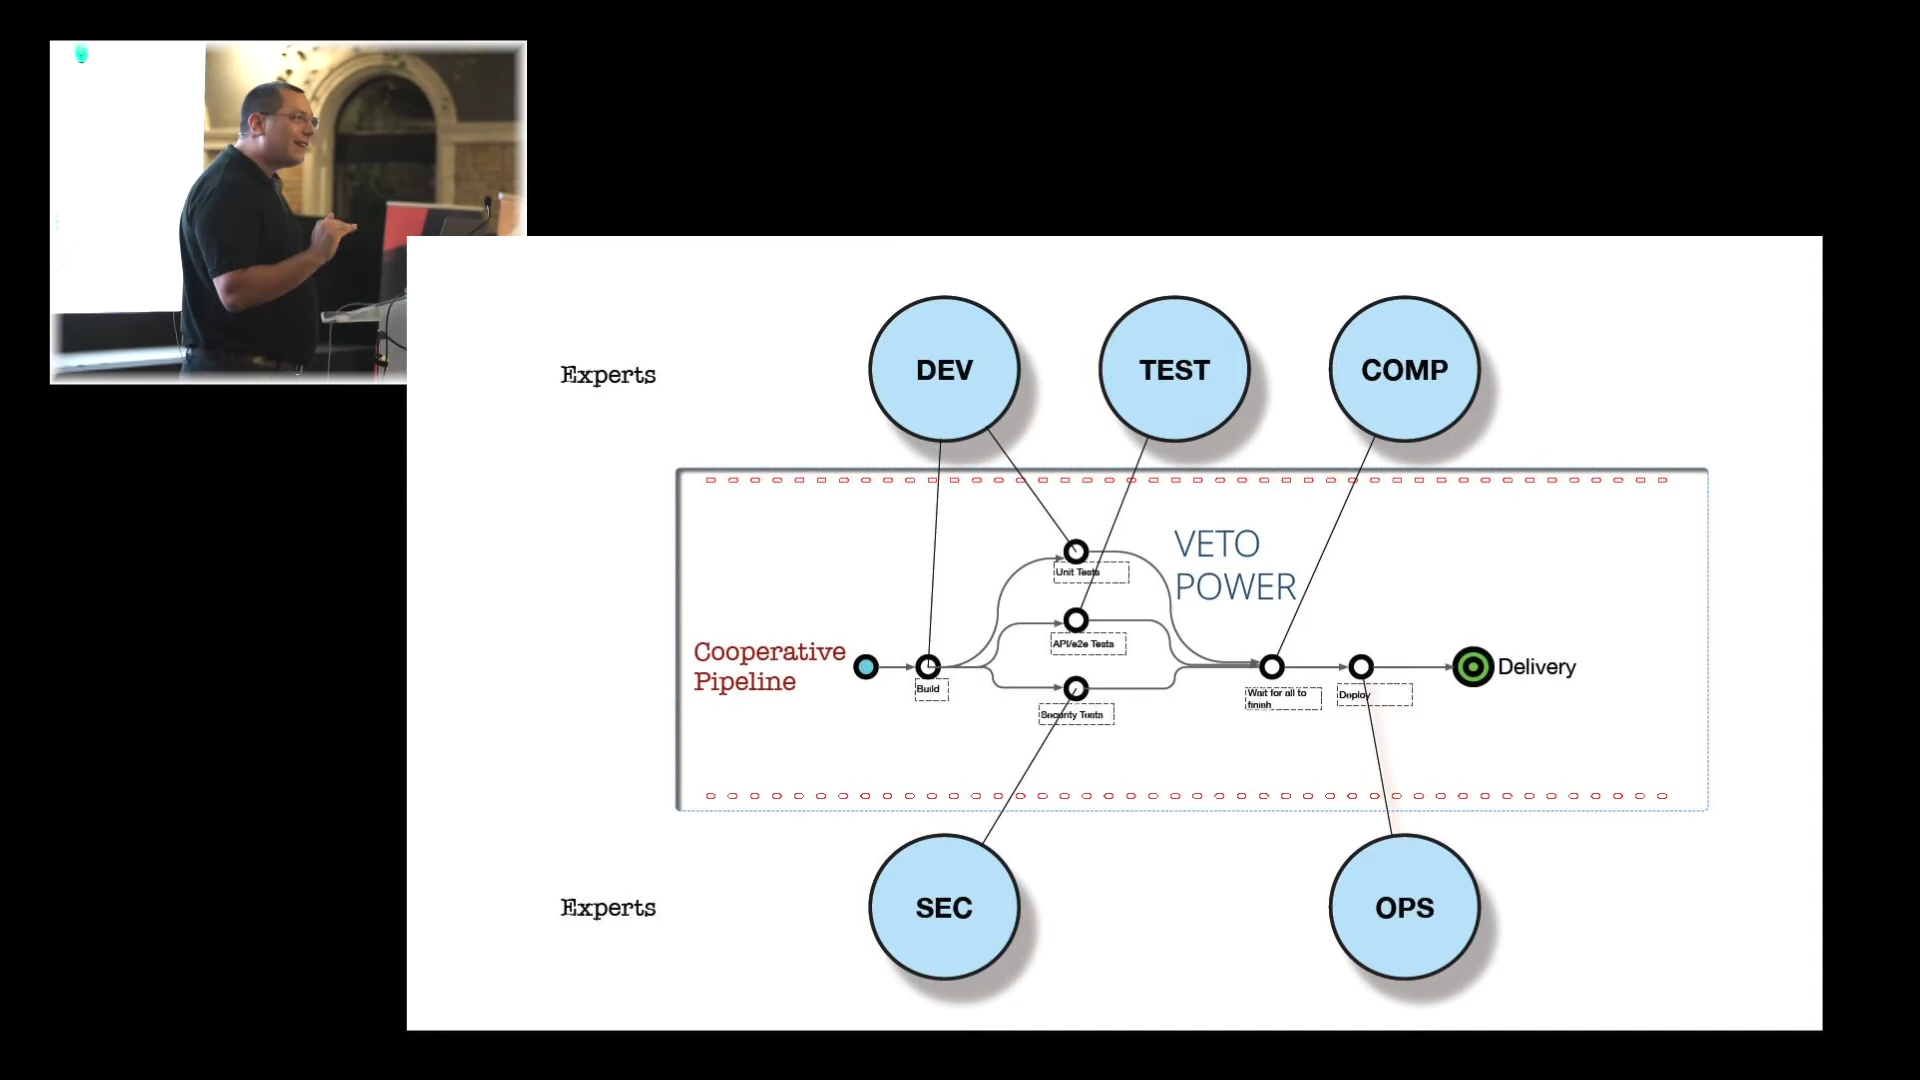 Experts
DEV
TEST
COMP
VETO
POWER
Unit Tests
API/e2e Tests
Cooperative
Pipeline
Build
Security Tests
Wait for all to
finish
Deploy
Delivery
Experts
SEC
OPS